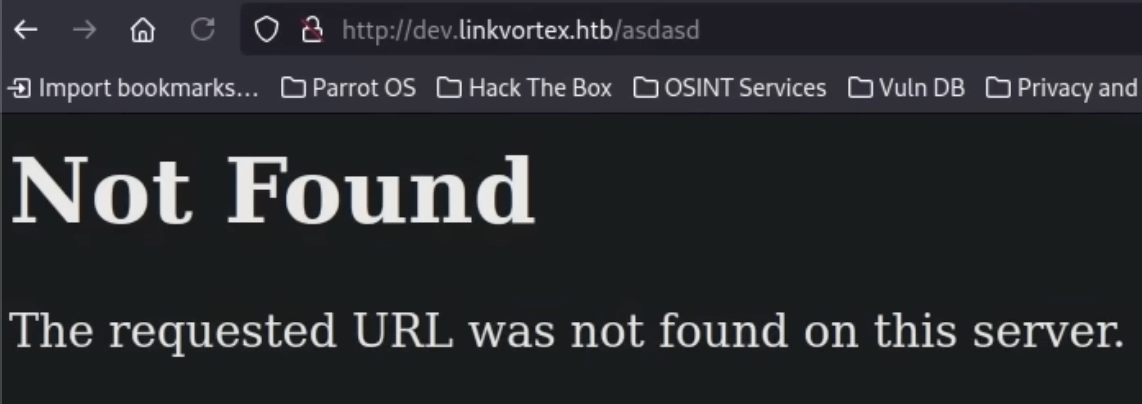 http://dev.linkvortex.htb/asdasd
Import bookmarks... Parrot OS Hack The Box OSINT Services Vuln DB Privacy and
Not Found
The requested URL was not found on this server.